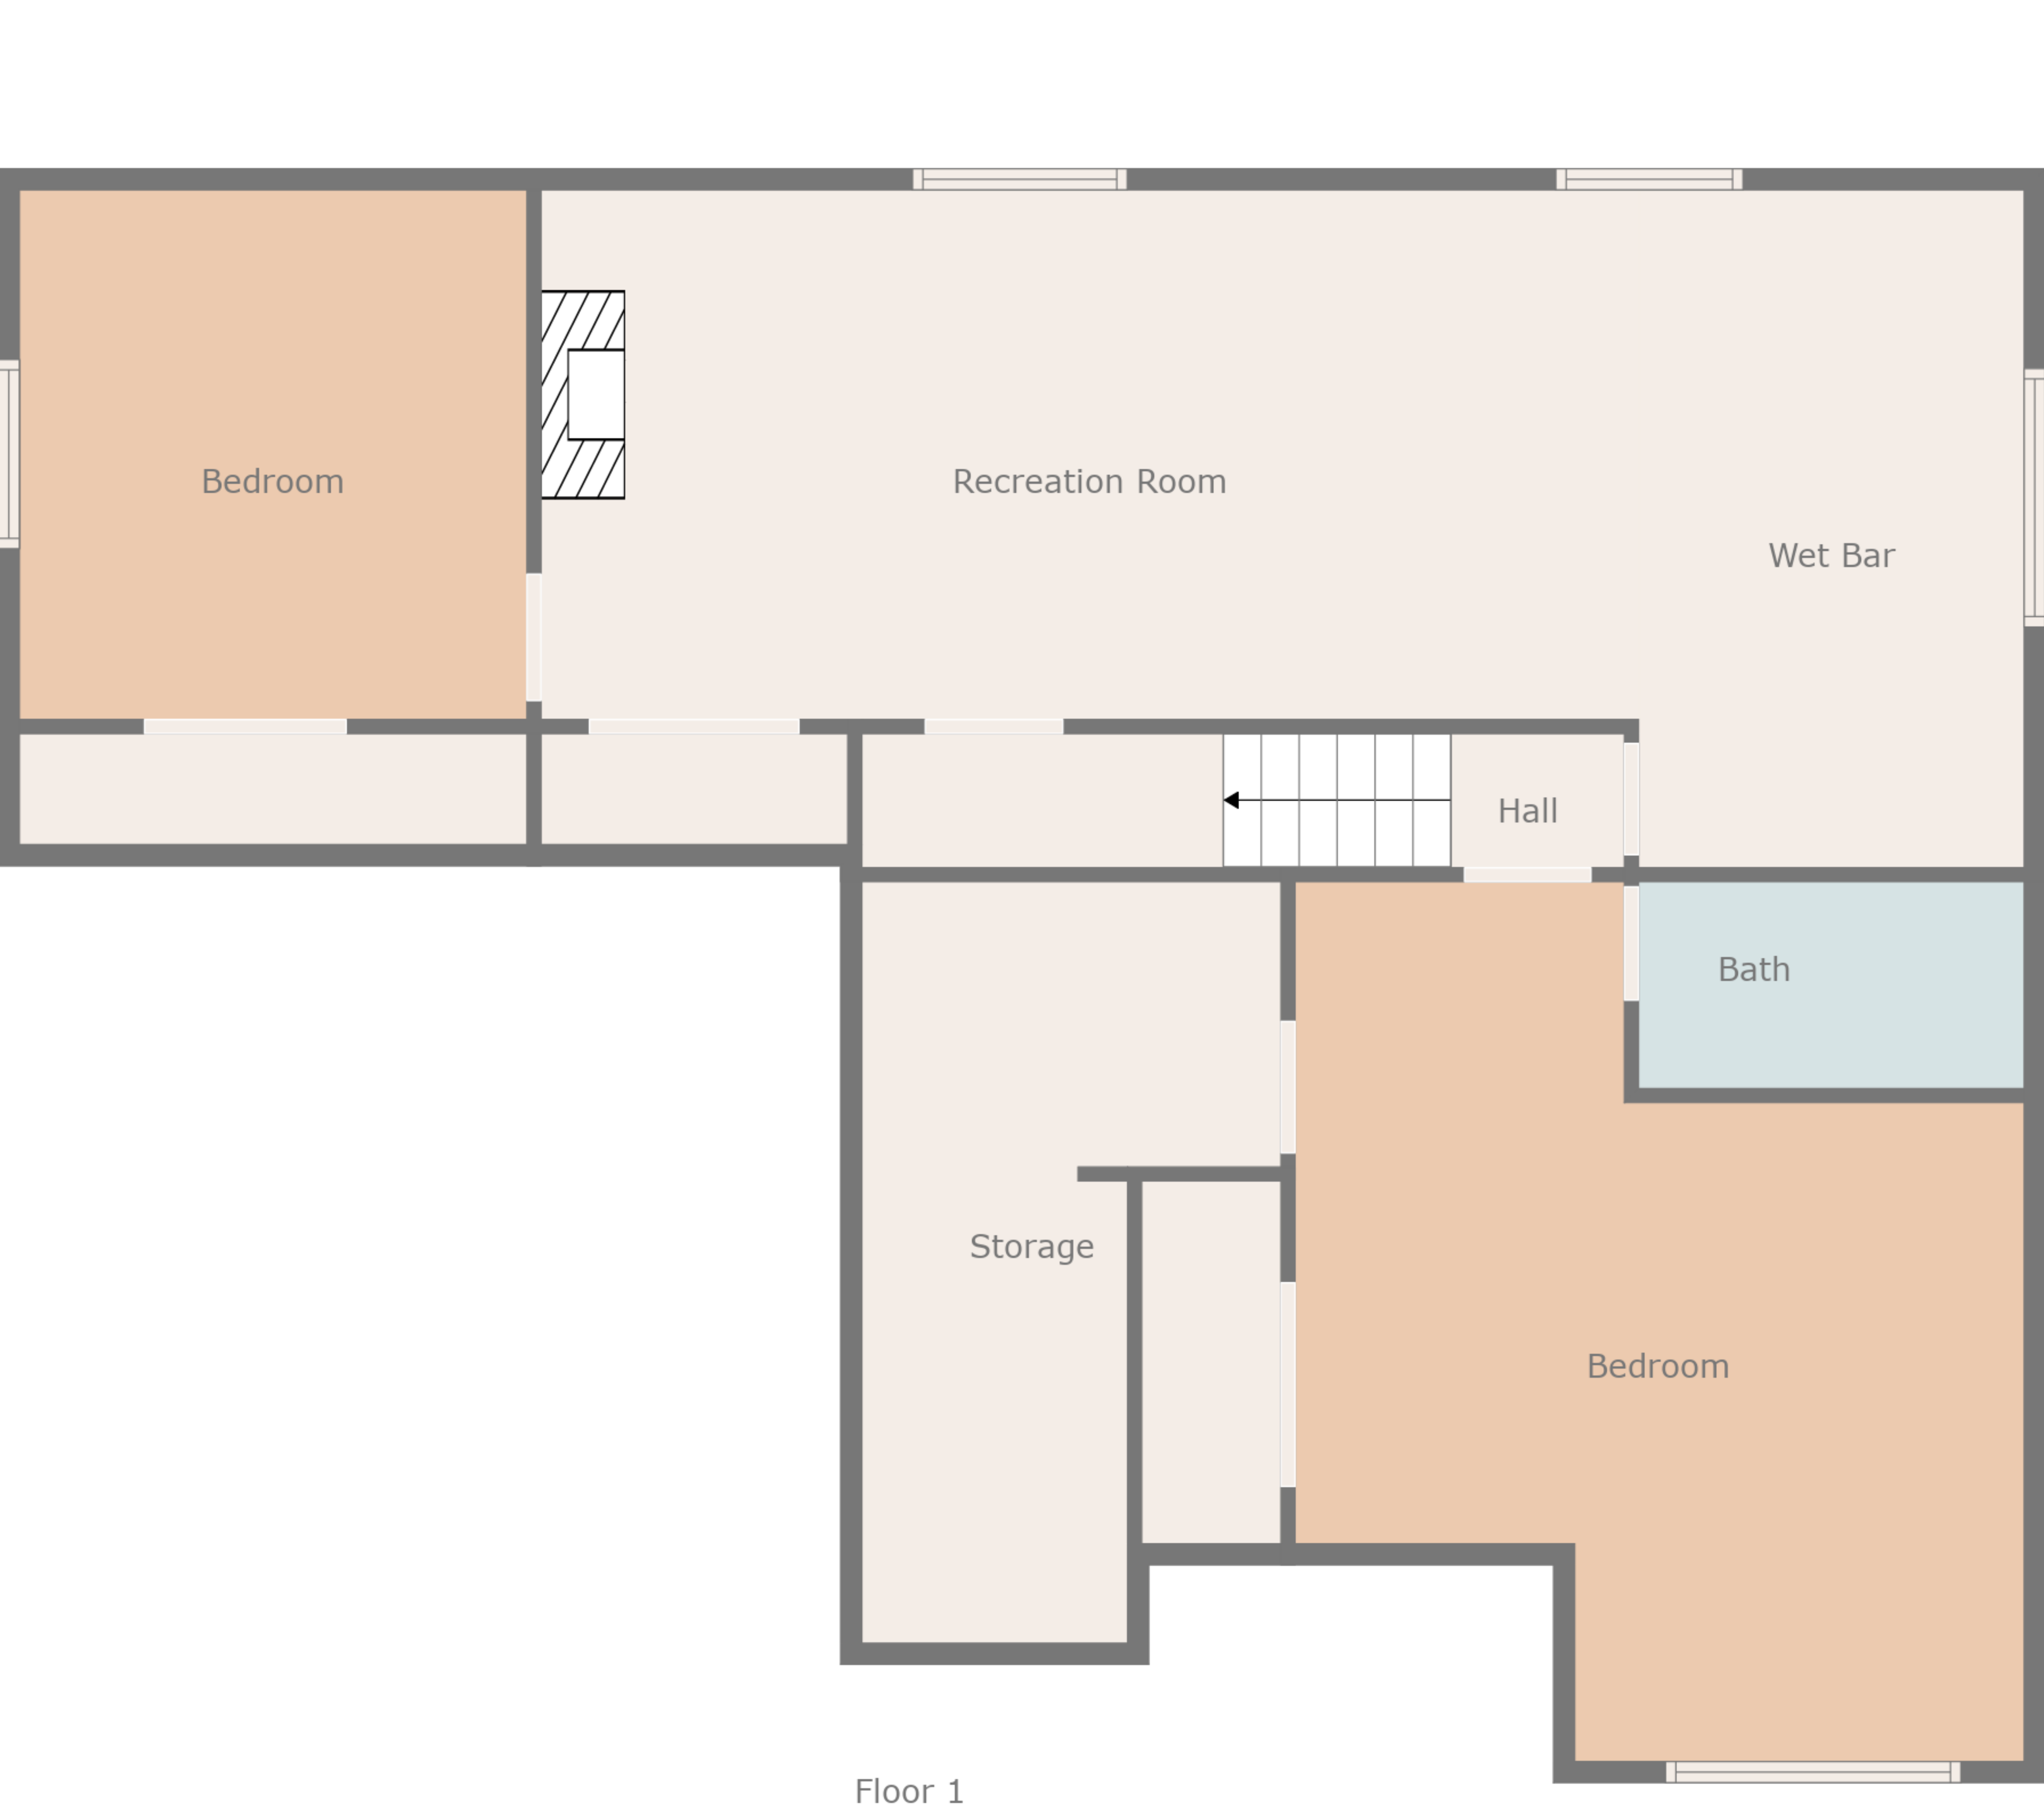 Bedroom
Recreation Room
Wet Bar
Hall
Bath
Storage
Bedroom
Floor 1